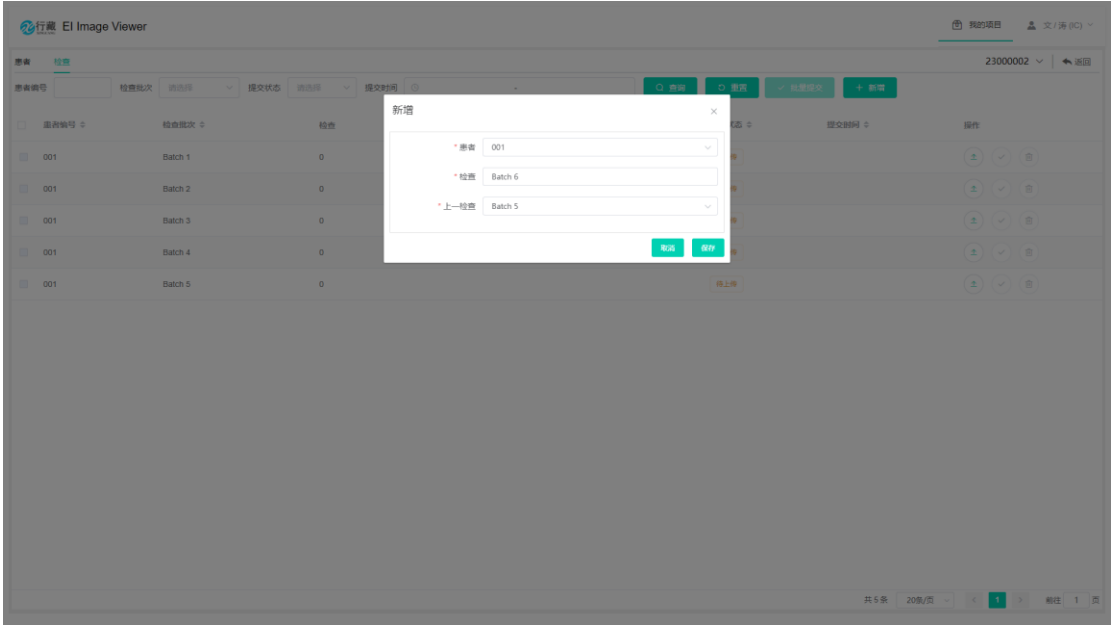 行藏 EI Image Viewer 我的项目 文/涛(IC)
患者 检查 23000002 返回
患者编号 检查批次 请选择 提交状态 请选择 提交时间 - 查询 重置 批量提交 + 新增
新增
患者编号 检查批次 检查 状态 提交时间 操作
* 患者 001
001 Batch 1 0
* 检查 Batch 6
001 Batch 2 0
* 上一检查 Batch 5
001 Batch 3 0
取消 保存
001 Batch 4 0
001 Batch 5 0 待上传
共 5 条 20条/页 1 前往 1 页